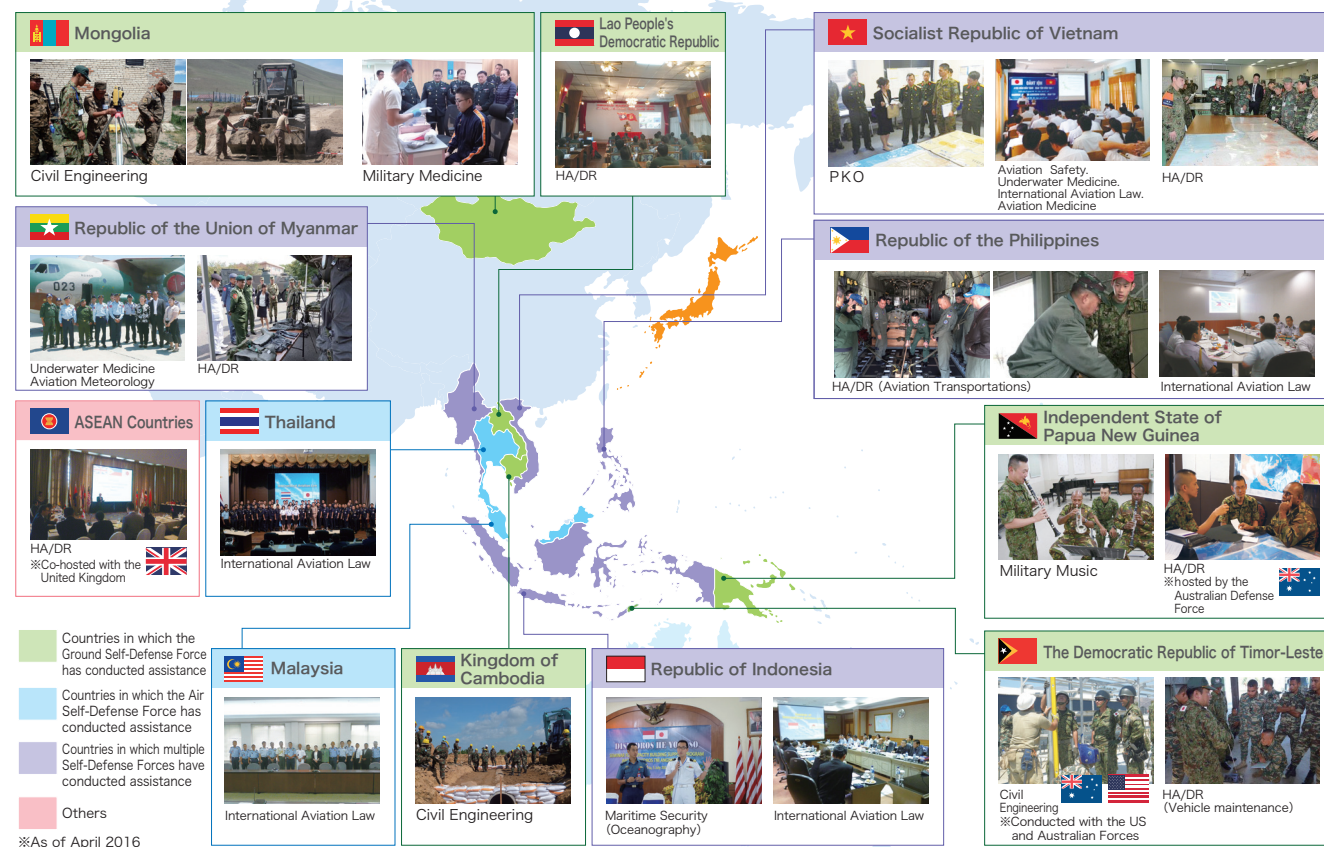 Mongolia
Civil Engineering
Military Medicine
Lao People's
Democratic Republic
HA/DR
Socialist Republic of Vietnam
PKO
Aviation Safety.
Underwater Medicine.
International Aviation Law.
Aviation Medicine
HA/DR
Republic of the Union of Myanmar
023
Underwater Medicine
Aviation Meteorology
HA/DR
Republic of the Philippines
HA/DR (Aviation Transportations)
International Aviation Law
ASEAN Countries
HA/DR
※Co-hosted with the
United Kingdom
Thailand
International Aviation Law
Independent State of
Papua New Guinea
Military Music
HA/DR
※hosted by the
Australian Defense
Force
Countries in which the
Ground Self-Defense Force
has conducted assistance
Countries in which the Air
Self-Defense Force has
conducted assistance
Countries in which multiple
Self-Defense Forces have
conducted assistance
Others
※As of April 2016
Malaysia
International Aviation Law
Kingdom of
Cambodia
Civil Engineering
Republic of Indonesia
Maritime Security
(Oceanography)
International Aviation Law
The Democratic Republic of Timor-Leste
Civil
Engineering
※Conducted with the US
and Australian Forces
HA/DR
(Vehicle maintenance)